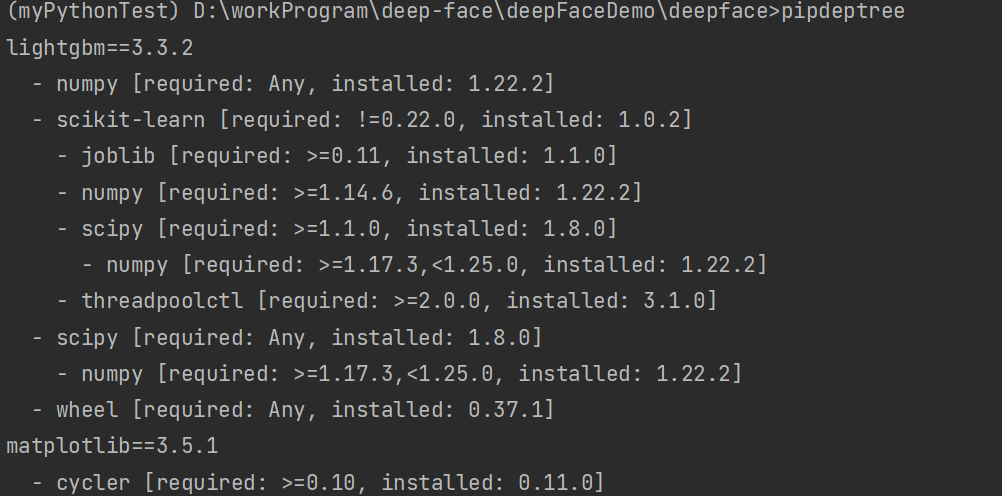 (myPythonTest) D:\workProgram\deep-face\deepFaceDemo\deepface>pipdeptree
lightgbm==3.3.2
  - numpy [required: Any, installed: 1.22.2]
  - scikit-learn [required: !=0.22.0, installed: 1.0.2]
    - joblib [required: >=0.11, installed: 1.1.0]
    - numpy [required: >=1.14.6, installed: 1.22.2]
    - scipy [required: >=1.1.0, installed: 1.8.0]
      - numpy [required: >=1.17.3,<1.25.0, installed: 1.22.2]
    - threadpoolctl [required: >=2.0.0, installed: 3.1.0]
  - scipy [required: Any, installed: 1.8.0]
    - numpy [required: >=1.17.3,<1.25.0, installed: 1.22.2]
  - wheel [required: Any, installed: 0.37.1]
matplotlib==3.5.1
  - cycler [required: >=0.10, installed: 0.11.0]